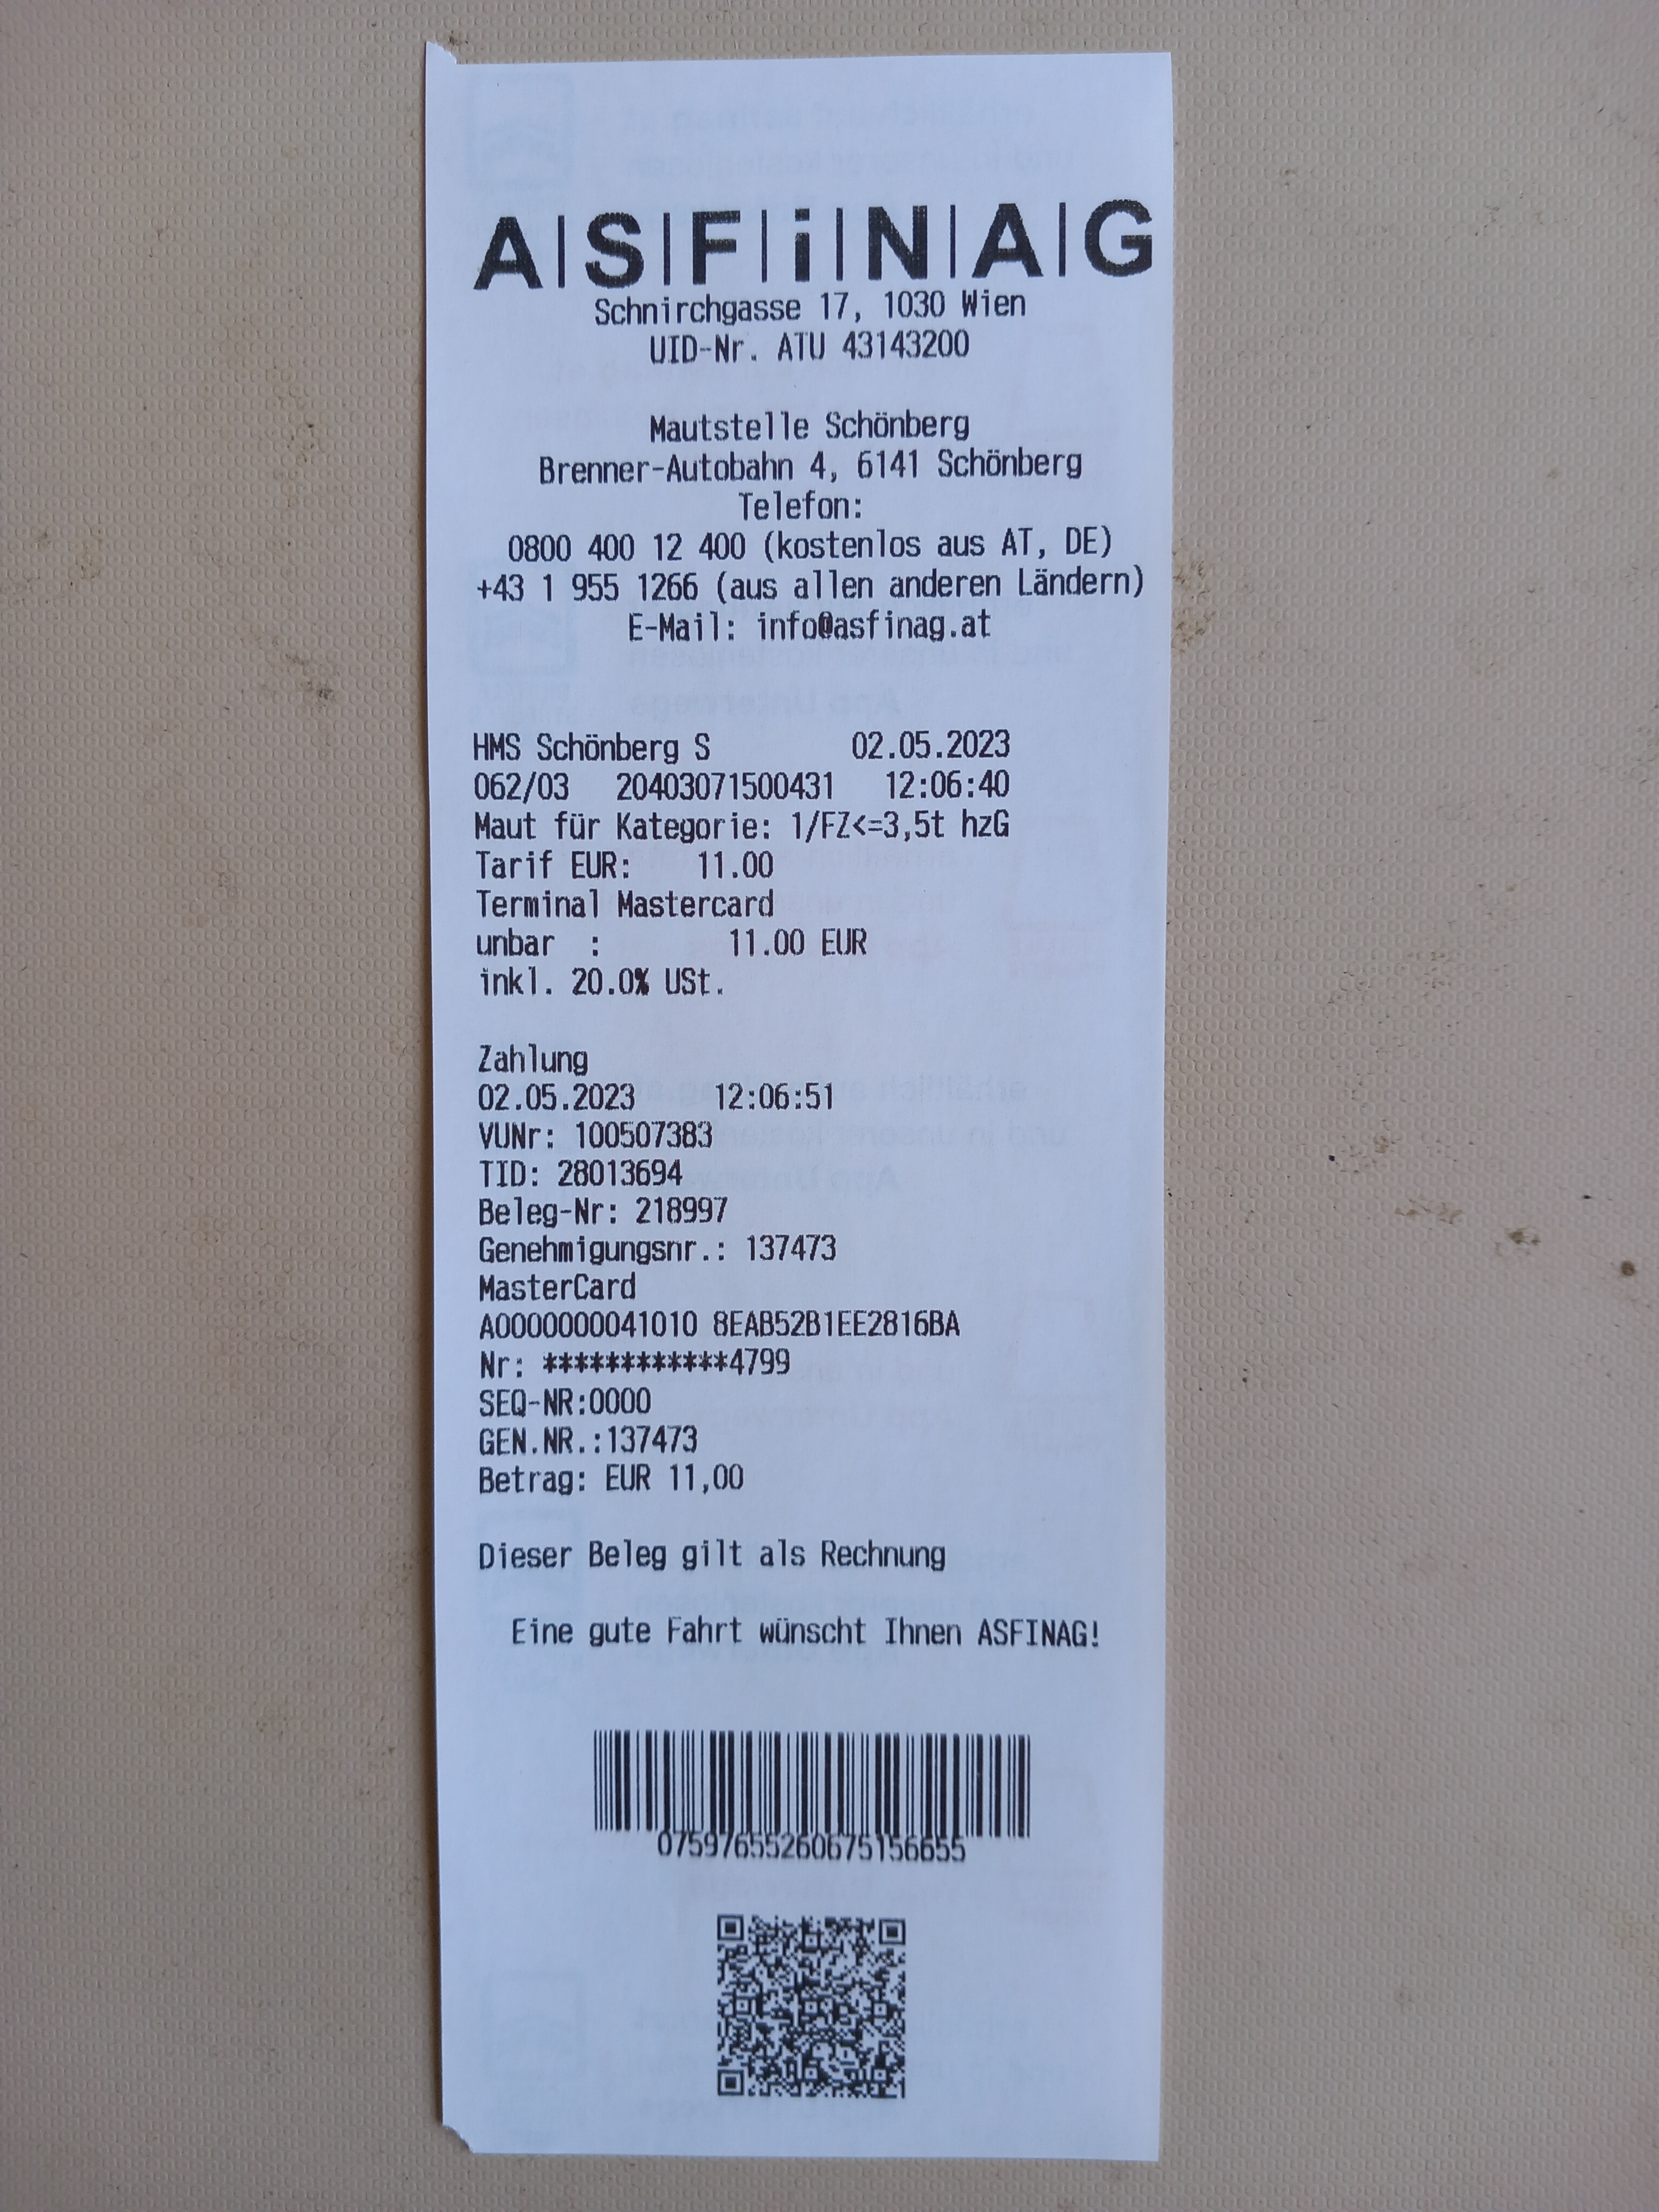 A|S|F|i|N|A|G
Schnirchgasse 17, 1030 Wien
UID-Nr. ATU 43143200
Mautstelle Schönberg
Brenner-Autobahn 4, 6141 Schönberg
Telefon:
0800 400 12 400 (kostenlos aus AT, DE)
+43 1 955 1266 (aus allen anderen Ländern)
E-Mail: info@asfinag.at
HMS Schönberg S 02.05.2023
062/03 20403071500431 12:06:40
Maut für Kategorie: 1/FZ<=3,5t hzG
Tarif EUR: 11.00
Terminal Mastercard
unbar : 11.00 EUR
inkl. 20.0% USt.
Zahlung
02.05.2023 12:06:51
VUNr: 100507383
TID: 28013694
Beleg-Nr: 218997
Genehmigungsnr.: 137473
MasterCard
A0000000041010 8EAB52B1EE2816BA
Nr: ************4799
SEQ-NR:0000
GEN.NR.:137473
Betrag: EUR 11,00
Dieser Beleg gilt als Rechnung
Eine gute Fahrt wünscht Ihnen ASFINAG!
07597655260675156655